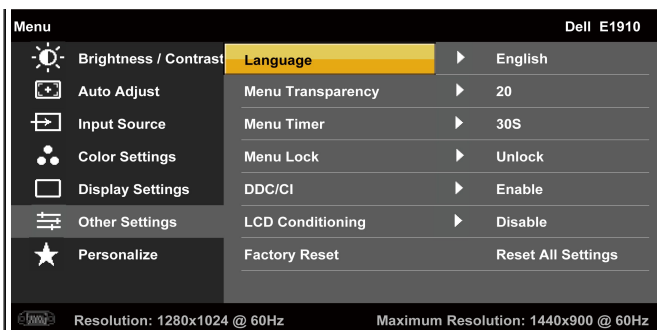 Menu Dell E1910
Brightness / Contrast Language English
Auto Adjust Menu Transparency 20
Input Source Menu Timer 30S
Color Settings Menu Lock Unlock
Display Settings DDC/CI Enable
Other Settings LCD Conditioning Disable
Personalize Factory Reset Reset All Settings
Resolution: 1280x1024 @ 60Hz Maximum Resolution: 1440x900 @ 60Hz